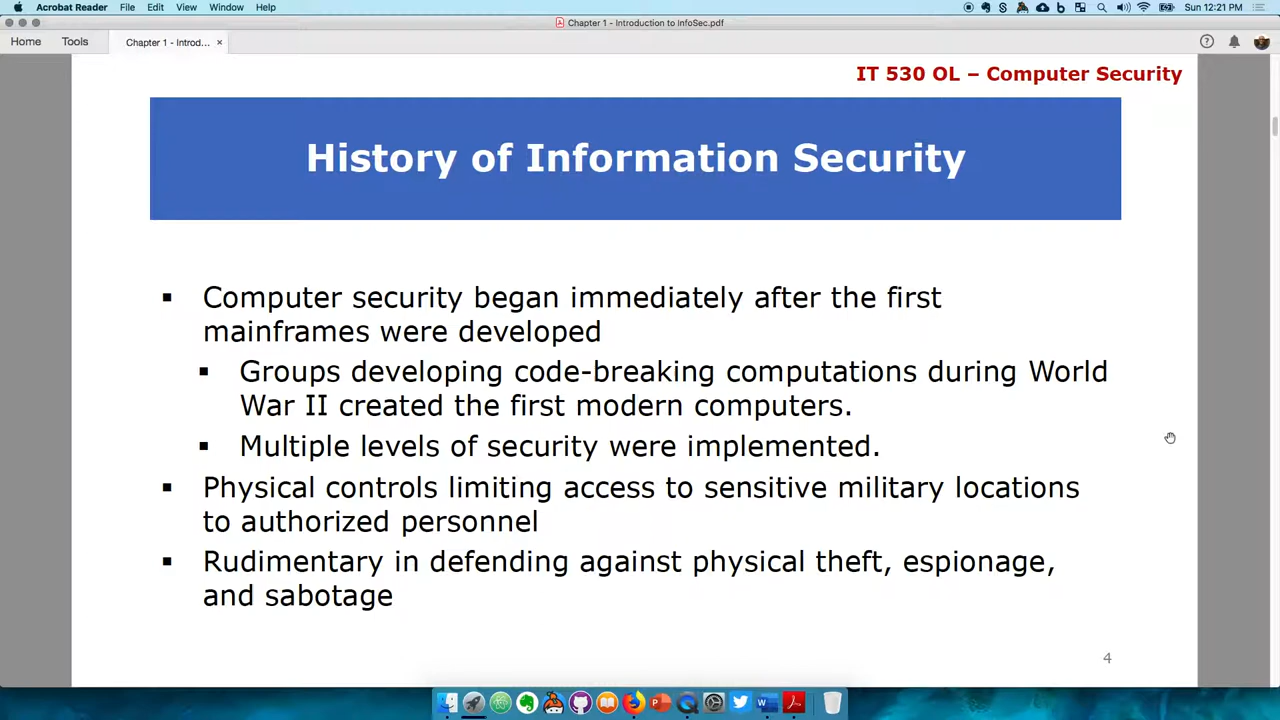 Acrobat Reader File Edit View Window Help Sun 12:21 PM
Chapter 1 - Introduction to InfoSec.pdf
Home Tools Chapter 1 - Introd... ×
IT 530 OL – Computer Security
History of Information Security
▪ Computer security began immediately after the first
mainframes were developed
▪ Groups developing code-breaking computations during World
War II created the first modern computers.
▪ Multiple levels of security were implemented.
▪ Physical controls limiting access to sensitive military locations
to authorized personnel
▪ Rudimentary in defending against physical theft, espionage,
and sabotage
4